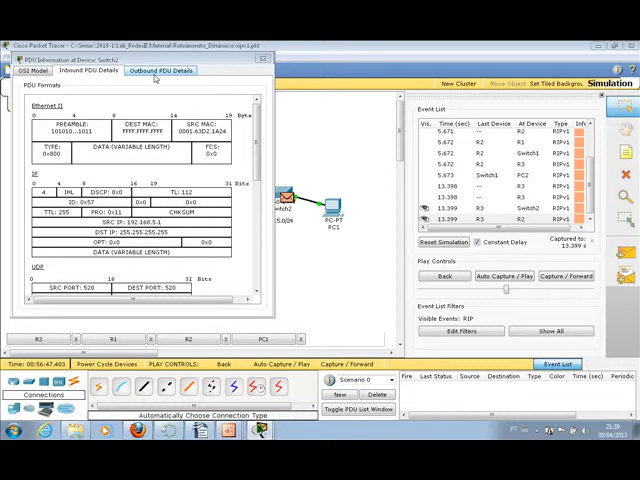 Cisco Packet Tracer - C:\Senac\2013-1\Lab_RedesII\Material\Roteamento_Dinâmico\ripv1.pkt
PDU Information at Device: Switch2
OSI Model Inbound PDU Details Outbound PDU Details
New Cluster Move Object Set Tiled Backgrou Simulation
PDU Formats
Ethernet II
0 4 8 14 19 Byte
PREAMBLE: 101010...1011
DEST MAC: FFFF.FFFF.FFFF
SRC MAC: 0001.63D2.1A24
TYPE: 0x800
DATA (VARIABLE LENGTH)
FCS: 0x0
IP
0 4 8 16 19 31 Bits
4 IHL DSCP: 0x0 TL: 112
ID: 0x57 0x0 0x0
TTL: 255 PRO: 0x11 CHKSUM
SRC IP: 192.168.5.1
DST IP: 255.255.255.255
OPT: 0x0 0x0
DATA (VARIABLE LENGTH)
UDP
0 16 31 Bits
SRC PORT: 520 DEST PORT: 520
Switch2
.5.0/24
PC-PT
PC1
Event List
Vis. Time (sec) Last Device At Device Type Info
5.671 -- R2 RIPv1
5.672 R2 R1 RIPv1
5.672 R2 Switch1 RIPv1
5.673 Switch1 PC2 RIPv1
13.398 -- R3 RIPv1
13.398 -- R3 RIPv1
13.399 R3 Switch2 RIPv1
13.399 R3 R2 RIPv1
Reset Simulation Constant Delay Captured to: 13.399 s
Play Controls
Back Auto Capture / Play Capture / Forward
Event List Filters
Visible Events: RIP
Edit Filters Show All
R3 X R1 X R2 X PC1 X
Time: 00:56:47.403 Power Cycle Devices PLAY CONTROLS: Back Auto Capture / Play Capture / Forward Event List
Connections
Automatically Choose Connection Type
Scenario 0
New Delete
Toggle PDU List Window
Fire Last Status Source Destination Type Color Time (sec) Periodic
PT
21:39
30/04/2013